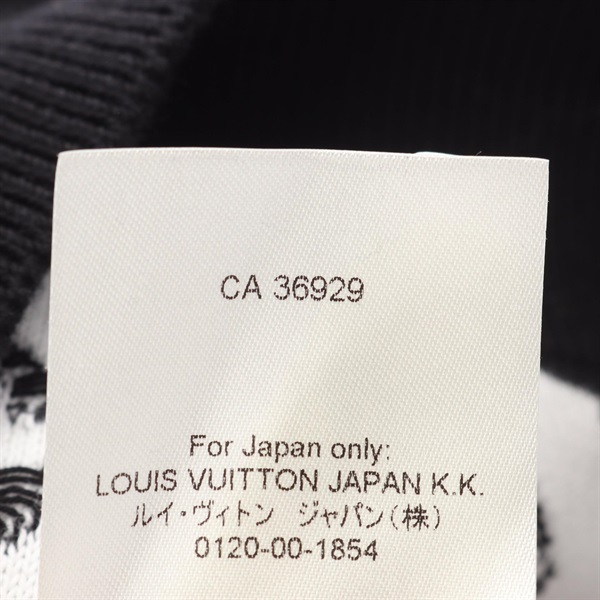 CA 36929
For Japan only:
LOUIS VUITTON JAPAN K.K.
ルイ・ヴィトン ジャパン(株)
0120-00-1854